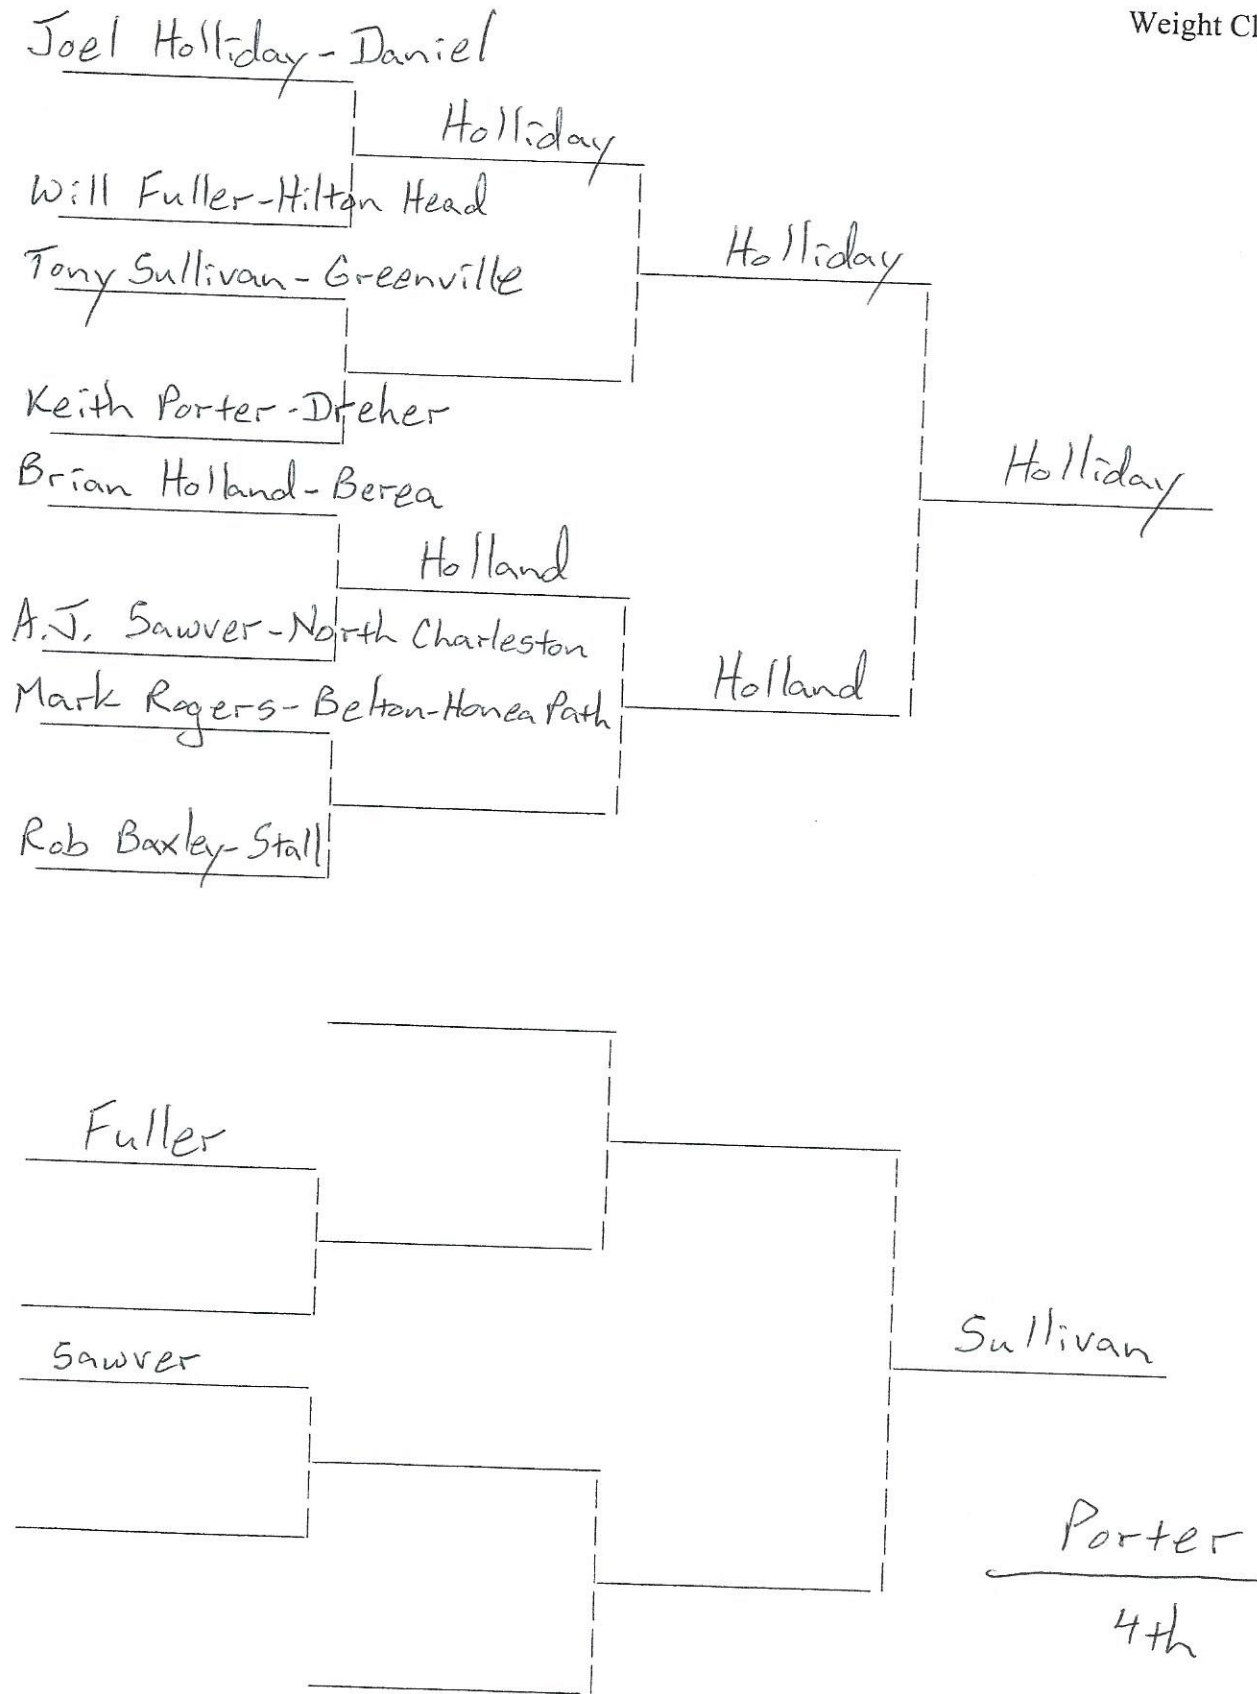 Weight Cl
Joel Holliday - Daniel
Holliday
Will Fuller-Hilton Head
Holliday
Tony Sullivan - Greenville
Keith Porter-Dreher
Holliday
Brian Holland-Berea
Holland
A.J. Sawver-North Charleston
Holland
Mark Rogers-Belton-Honea Path
Rob Baxley-Stall
Fuller
Sullivan
Sawver
Porter
4th